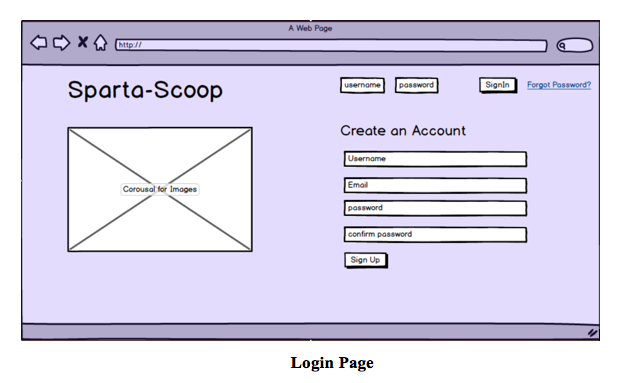 A Web Page
http://
Sparta-Scoop
username password SignIn Forgot Password?
Create an Account
Username
Corousal for Images
Email
password
confirm password
Sign Up
Login Page